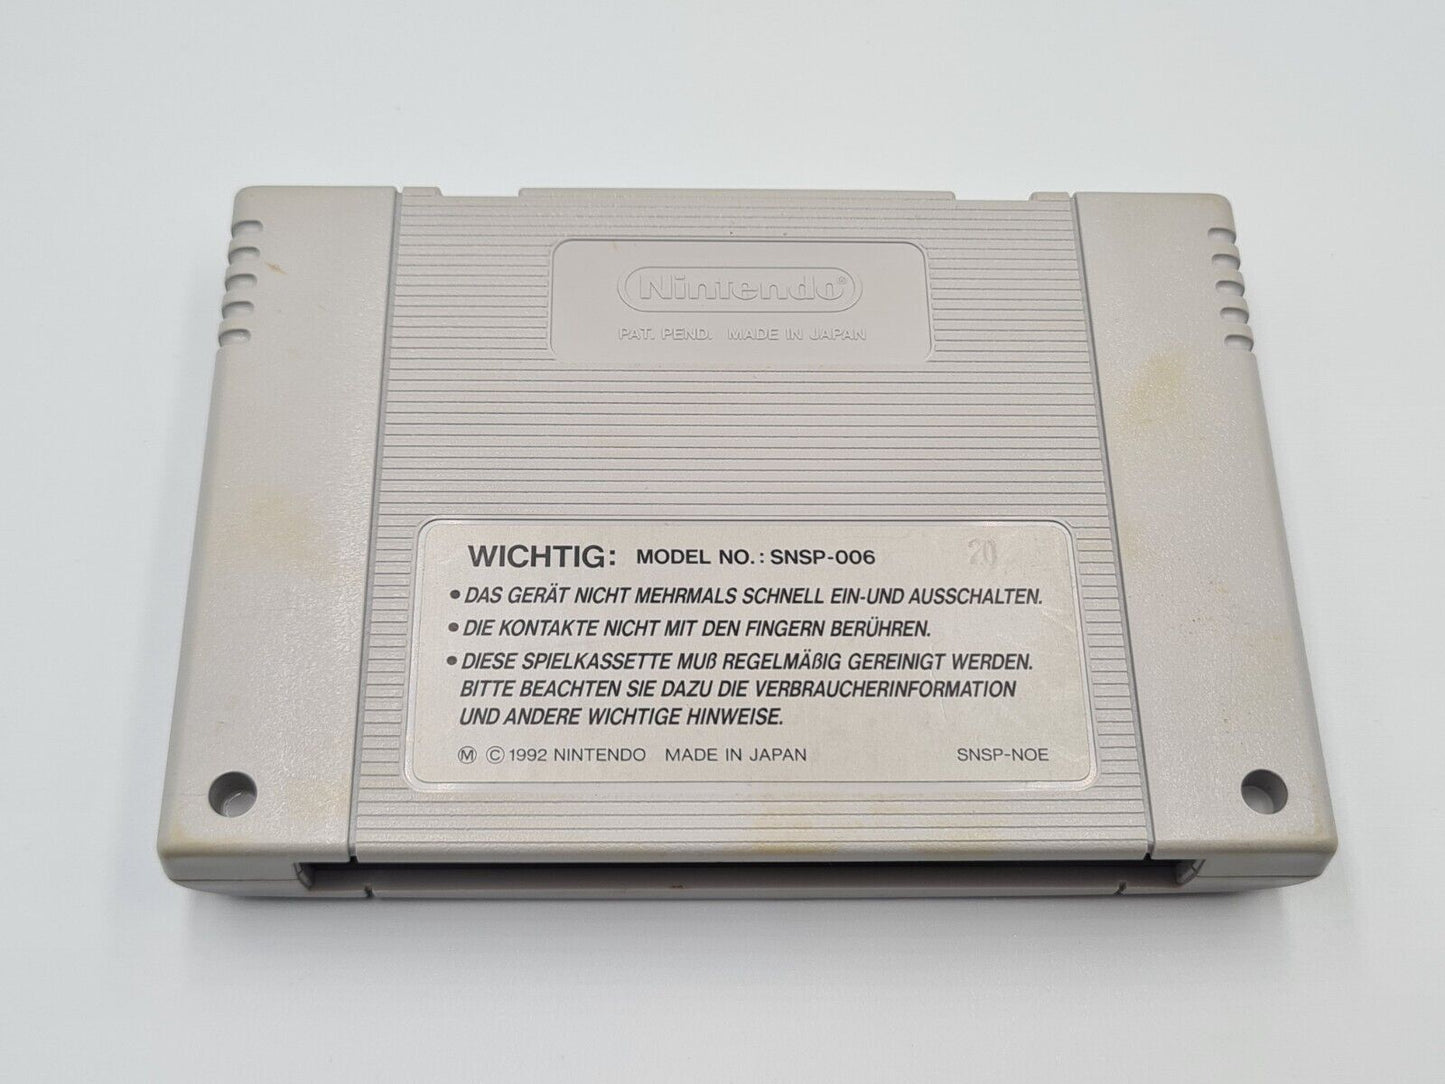 Nintendo®
PAT. PEND. MADE IN JAPAN
WICHTIG: MODEL NO.: SNSP-006 20
• DAS GERÄT NICHT MEHRMALS SCHNELL EIN-UND AUSSCHALTEN.
• DIE KONTAKTE NICHT MIT DEN FINGERN BERÜHREN.
• DIESE SPIELKASSETTE MUß REGELMÄßIG GEREINIGT WERDEN.
BITTE BEACHTEN SIE DAZU DIE VERBRAUCHERINFORMATION
UND ANDERE WICHTIGE HINWEISE.
Ⓜ © 1992 NINTENDO MADE IN JAPAN SNSP-NOE